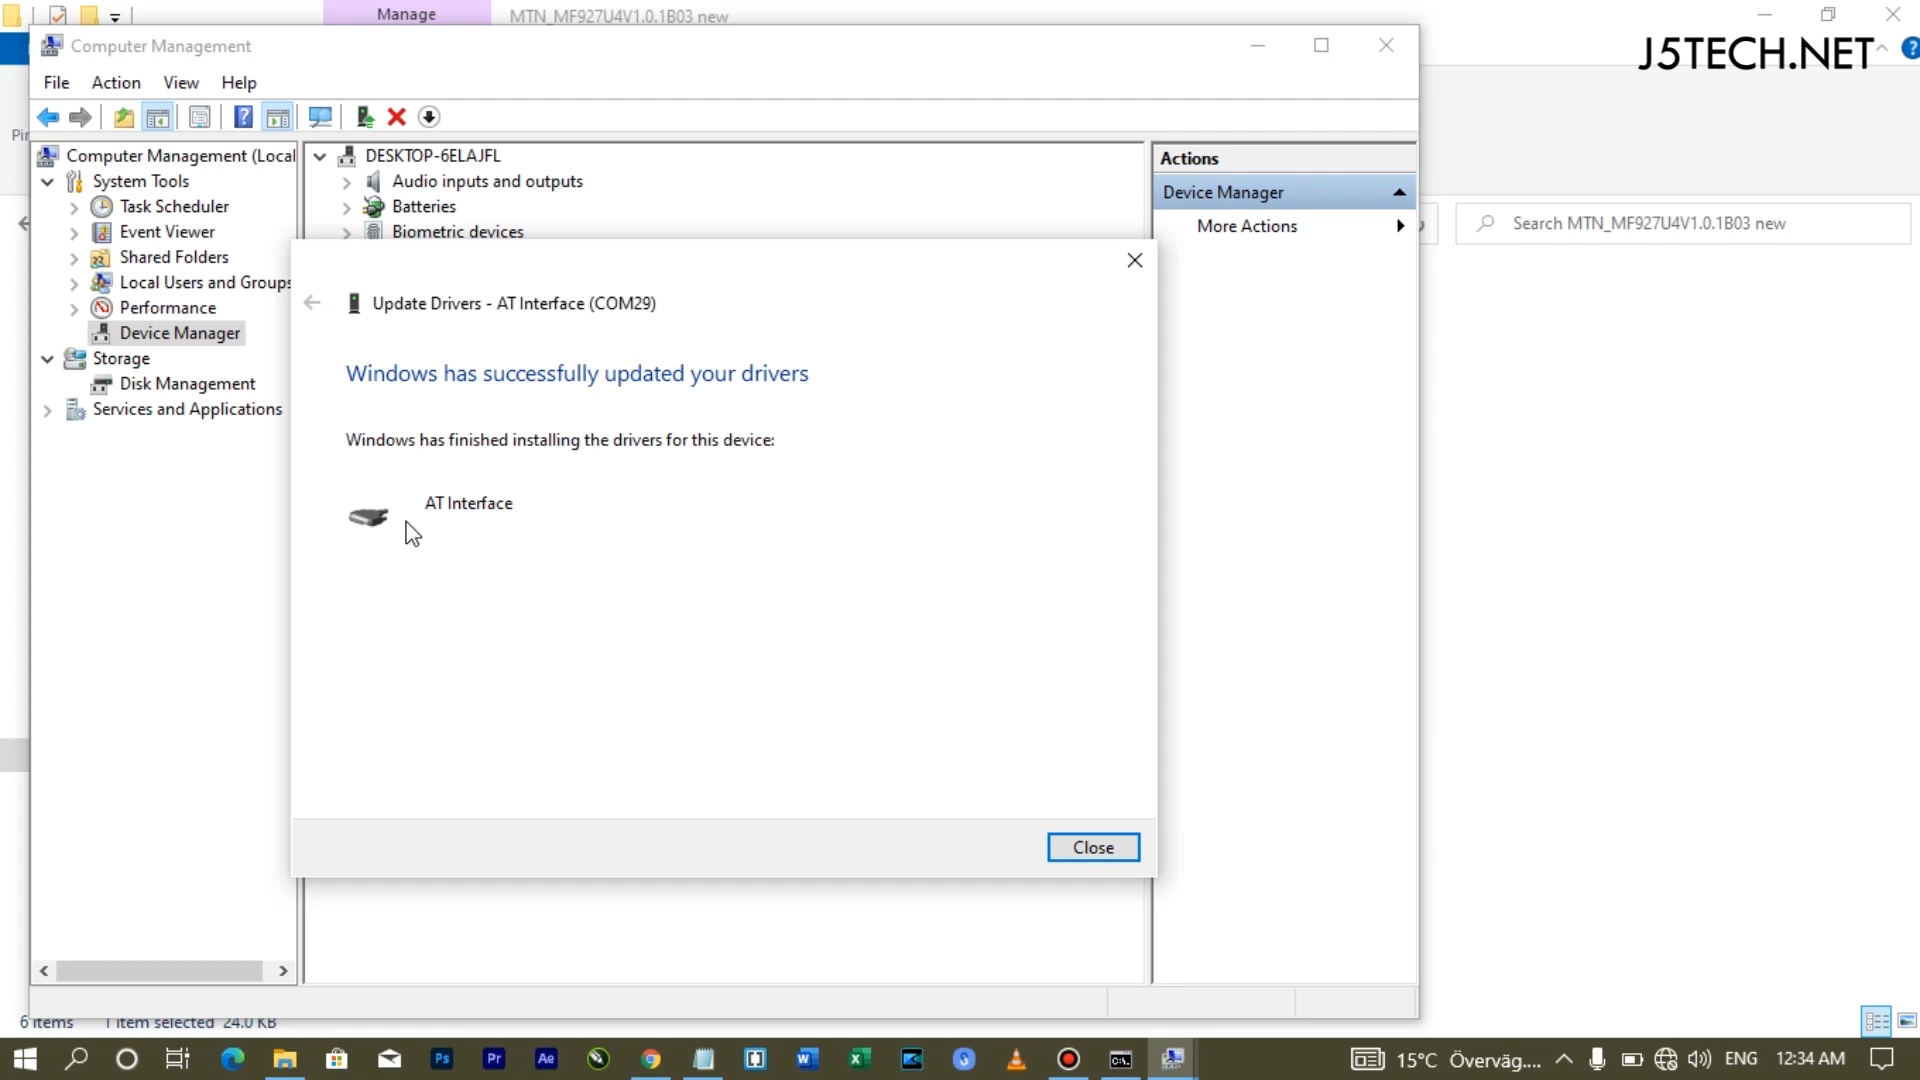 Manage
MTN_MF927U4V1.0.1B03 new
Computer Management
J5TECH.NET
File
Action
View
Help
Computer Management (Local
System Tools
Task Scheduler
Event Viewer
Shared Folders
Local Users and Groups
Performance
Device Manager
Storage
Disk Management
Services and Applications
DESKTOP-6ELAJFL
Audio inputs and outputs
Batteries
Biometric devices
Actions
Device Manager
More Actions
Search MTN_MF927U4V1.0.1B03 new
Update Drivers - AT Interface (COM29)
Windows has successfully updated your drivers
Windows has finished installing the drivers for this device:
AT Interface
Close
6 items
1 item selected 24.0 KB
Ps
Pr
Ae
15°C Överväg....
ENG
12:34 AM